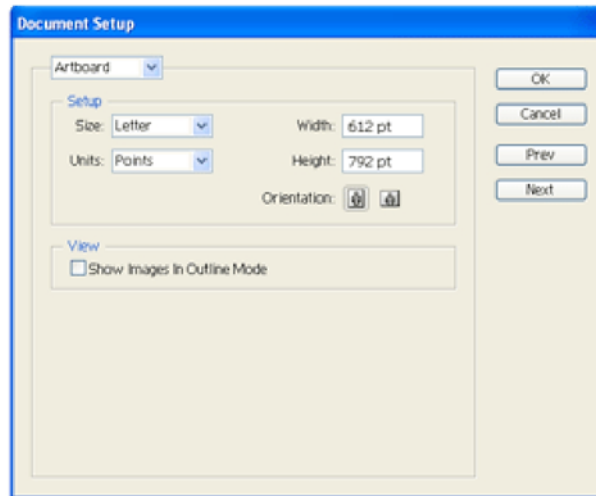 Document Setup
Artboard
OK
Setup
Size: Letter
Width: 612 pt
Cancel
Units: Points
Height: 792 pt
Prev
Orientation:
Next
View
Show Images In Outline Mode